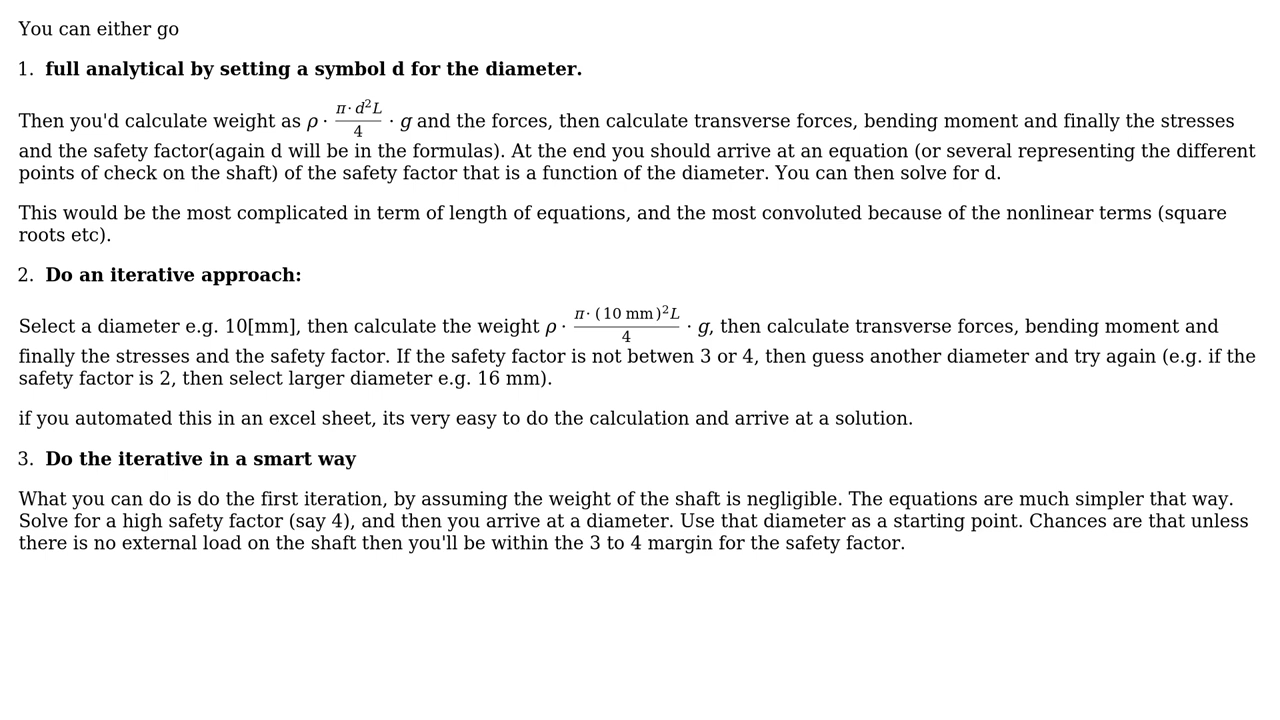 You can either go
1. full analytical by setting a symbol d for the diameter.
Then you'd calculate weight as ρ · \frac{π· d²L}{4} · g and the forces, then calculate transverse forces, bending moment and finally the stresses
and the safety factor(again d will be in the formulas). At the end you should arrive at an equation (or several representing the different
points of check on the shaft) of the safety factor that is a function of the diameter. You can then solve for d.
This would be the most complicated in term of length of equations, and the most convoluted because of the nonlinear terms (square
roots etc).
2. Do an iterative approach:
Select a diameter e.g. 10[mm], then calculate the weight ρ · \frac{π· (10 mm)²L}{4} · g, then calculate transverse forces, bending moment and
finally the stresses and the safety factor. If the safety factor is not betwen 3 or 4, then guess another diameter and try again (e.g. if the
safety factor is 2, then select larger diameter e.g. 16 mm).
if you automated this in an excel sheet, its very easy to do the calculation and arrive at a solution.
3. Do the iterative in a smart way
What you can do is do the first iteration, by assuming the weight of the shaft is negligible. The equations are much simpler that way.
Solve for a high safety factor (say 4), and then you arrive at a diameter. Use that diameter as a starting point. Chances are that unless
there is no external load on the shaft then you'll be within the 3 to 4 margin for the safety factor.